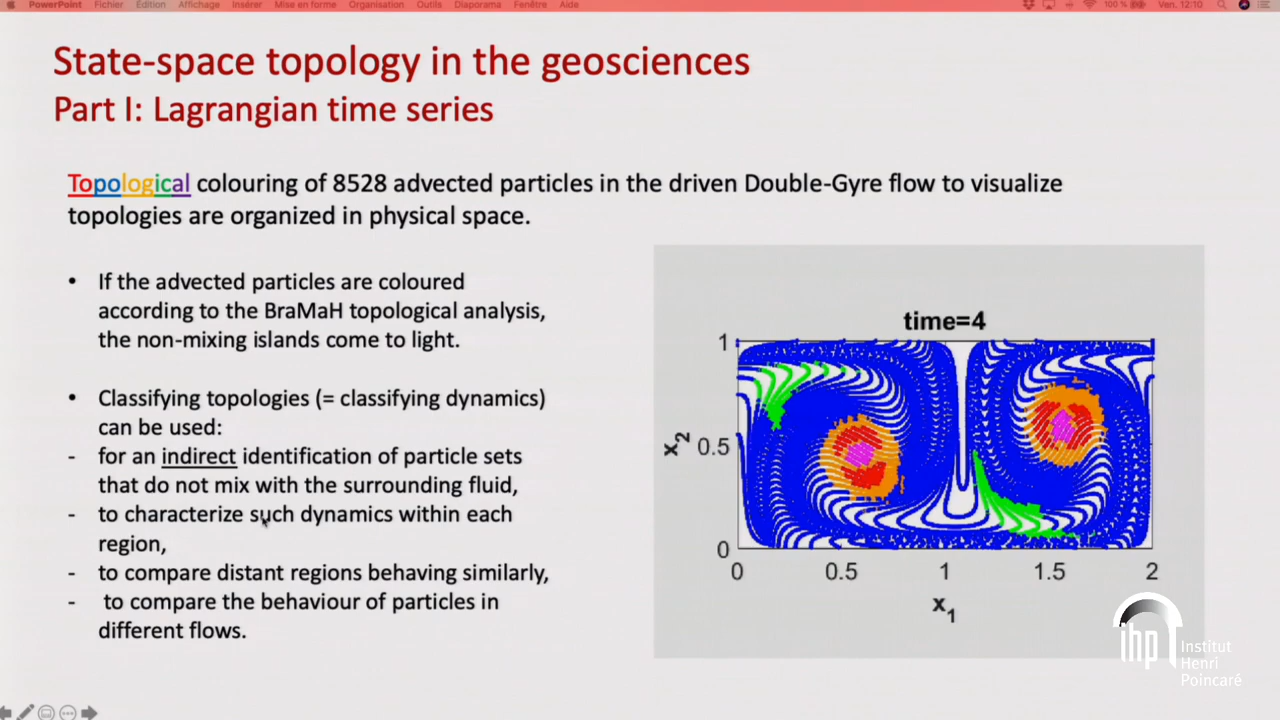 PowerPoint Fichier Édition Affichage Insérer Mise en forme Organisation Outils Diaporama Fenêtre Aide 100 % Ven. 12:10
State-space topology in the geosciences
Part I: Lagrangian time series
Topological colouring of 8528 advected particles in the driven Double-Gyre flow to visualize
topologies are organized in physical space.
• If the advected particles are coloured
according to the BraMaH topological analysis,
the non-mixing islands come to light.
• Classifying topologies (= classifying dynamics)
can be used:
- for an indirect identification of particle sets
that do not mix with the surrounding fluid,
- to characterize such dynamics within each
region,
- to compare distant regions behaving similarly,
- to compare the behaviour of particles in
different flows.
time=4
1
x2 0.5
0
0 0.5 1 1.5 2
x1
ihp Institut
Henri
Poincaré